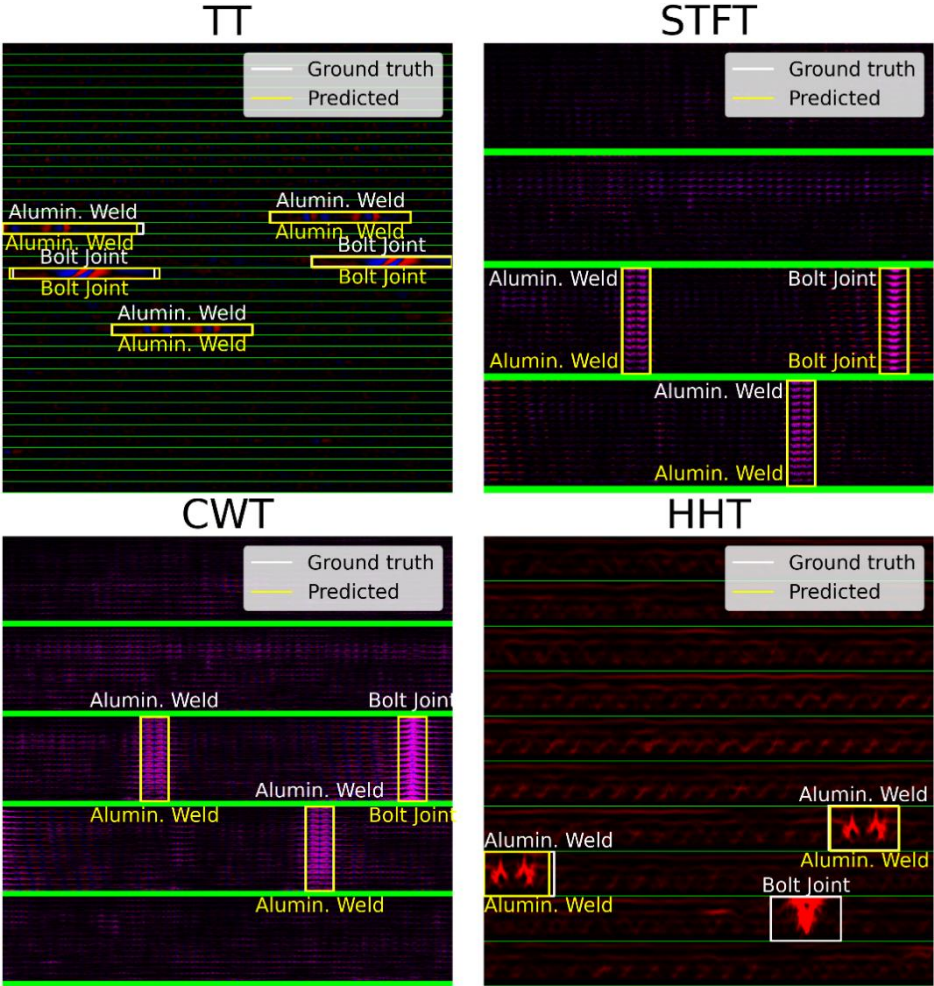 TT
Ground truth
Predicted
Alumin. Weld
Alumin. Weld
Alumin. Weld
Alumin. Weld
Bolt Joint
Bolt Joint
Bolt Joint
Bolt Joint
Alumin. Weld
Alumin. Weld
STFT
Ground truth
Predicted
Alumin. Weld
Bolt Joint
Alumin. Weld
Bolt Joint
Alumin. Weld
Alumin. Weld
CWT
Ground truth
Predicted
Alumin. Weld
Bolt Joint
Alumin. Weld
Alumin. Weld
Bolt Joint
Alumin. Weld
HHT
Ground truth
Predicted
Alumin. Weld
Alumin. Weld
Alumin. Weld
Alumin. Weld
Bolt Joint